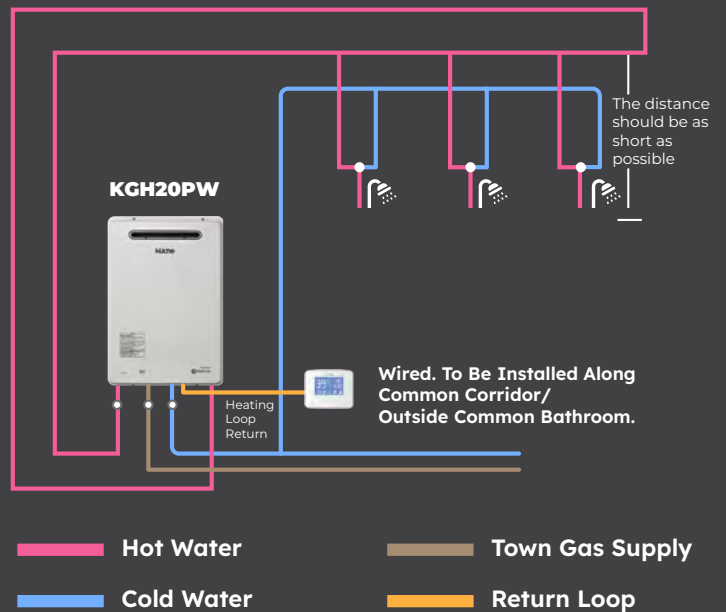 The distance
should be as
short as
possible
KGH20PW
küche
Wired. To Be Installed Along
Common Corridor/
Outside Common Bathroom.
Heating
Loop
Return
Hot Water
Town Gas Supply
Cold Water
Return Loop